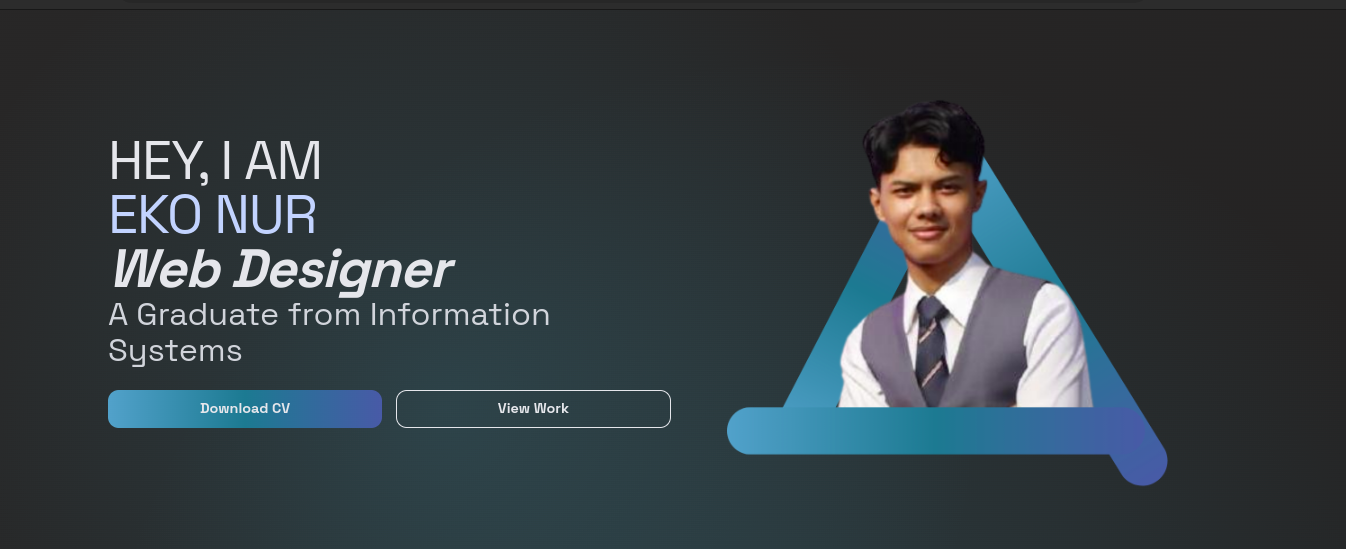 HEY, I AM
EKO NUR
Web Designer
A Graduate from Information
Systems
Download CV
View Work